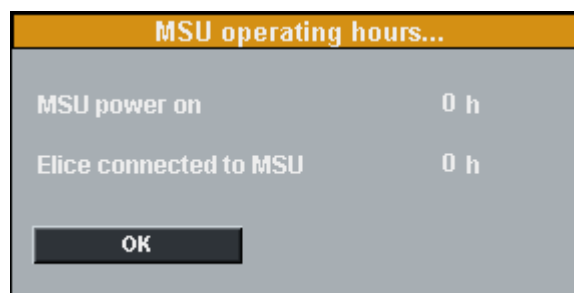 MSU operating hours...
MSU power on 0 h
Elice connected to MSU 0 h
OK